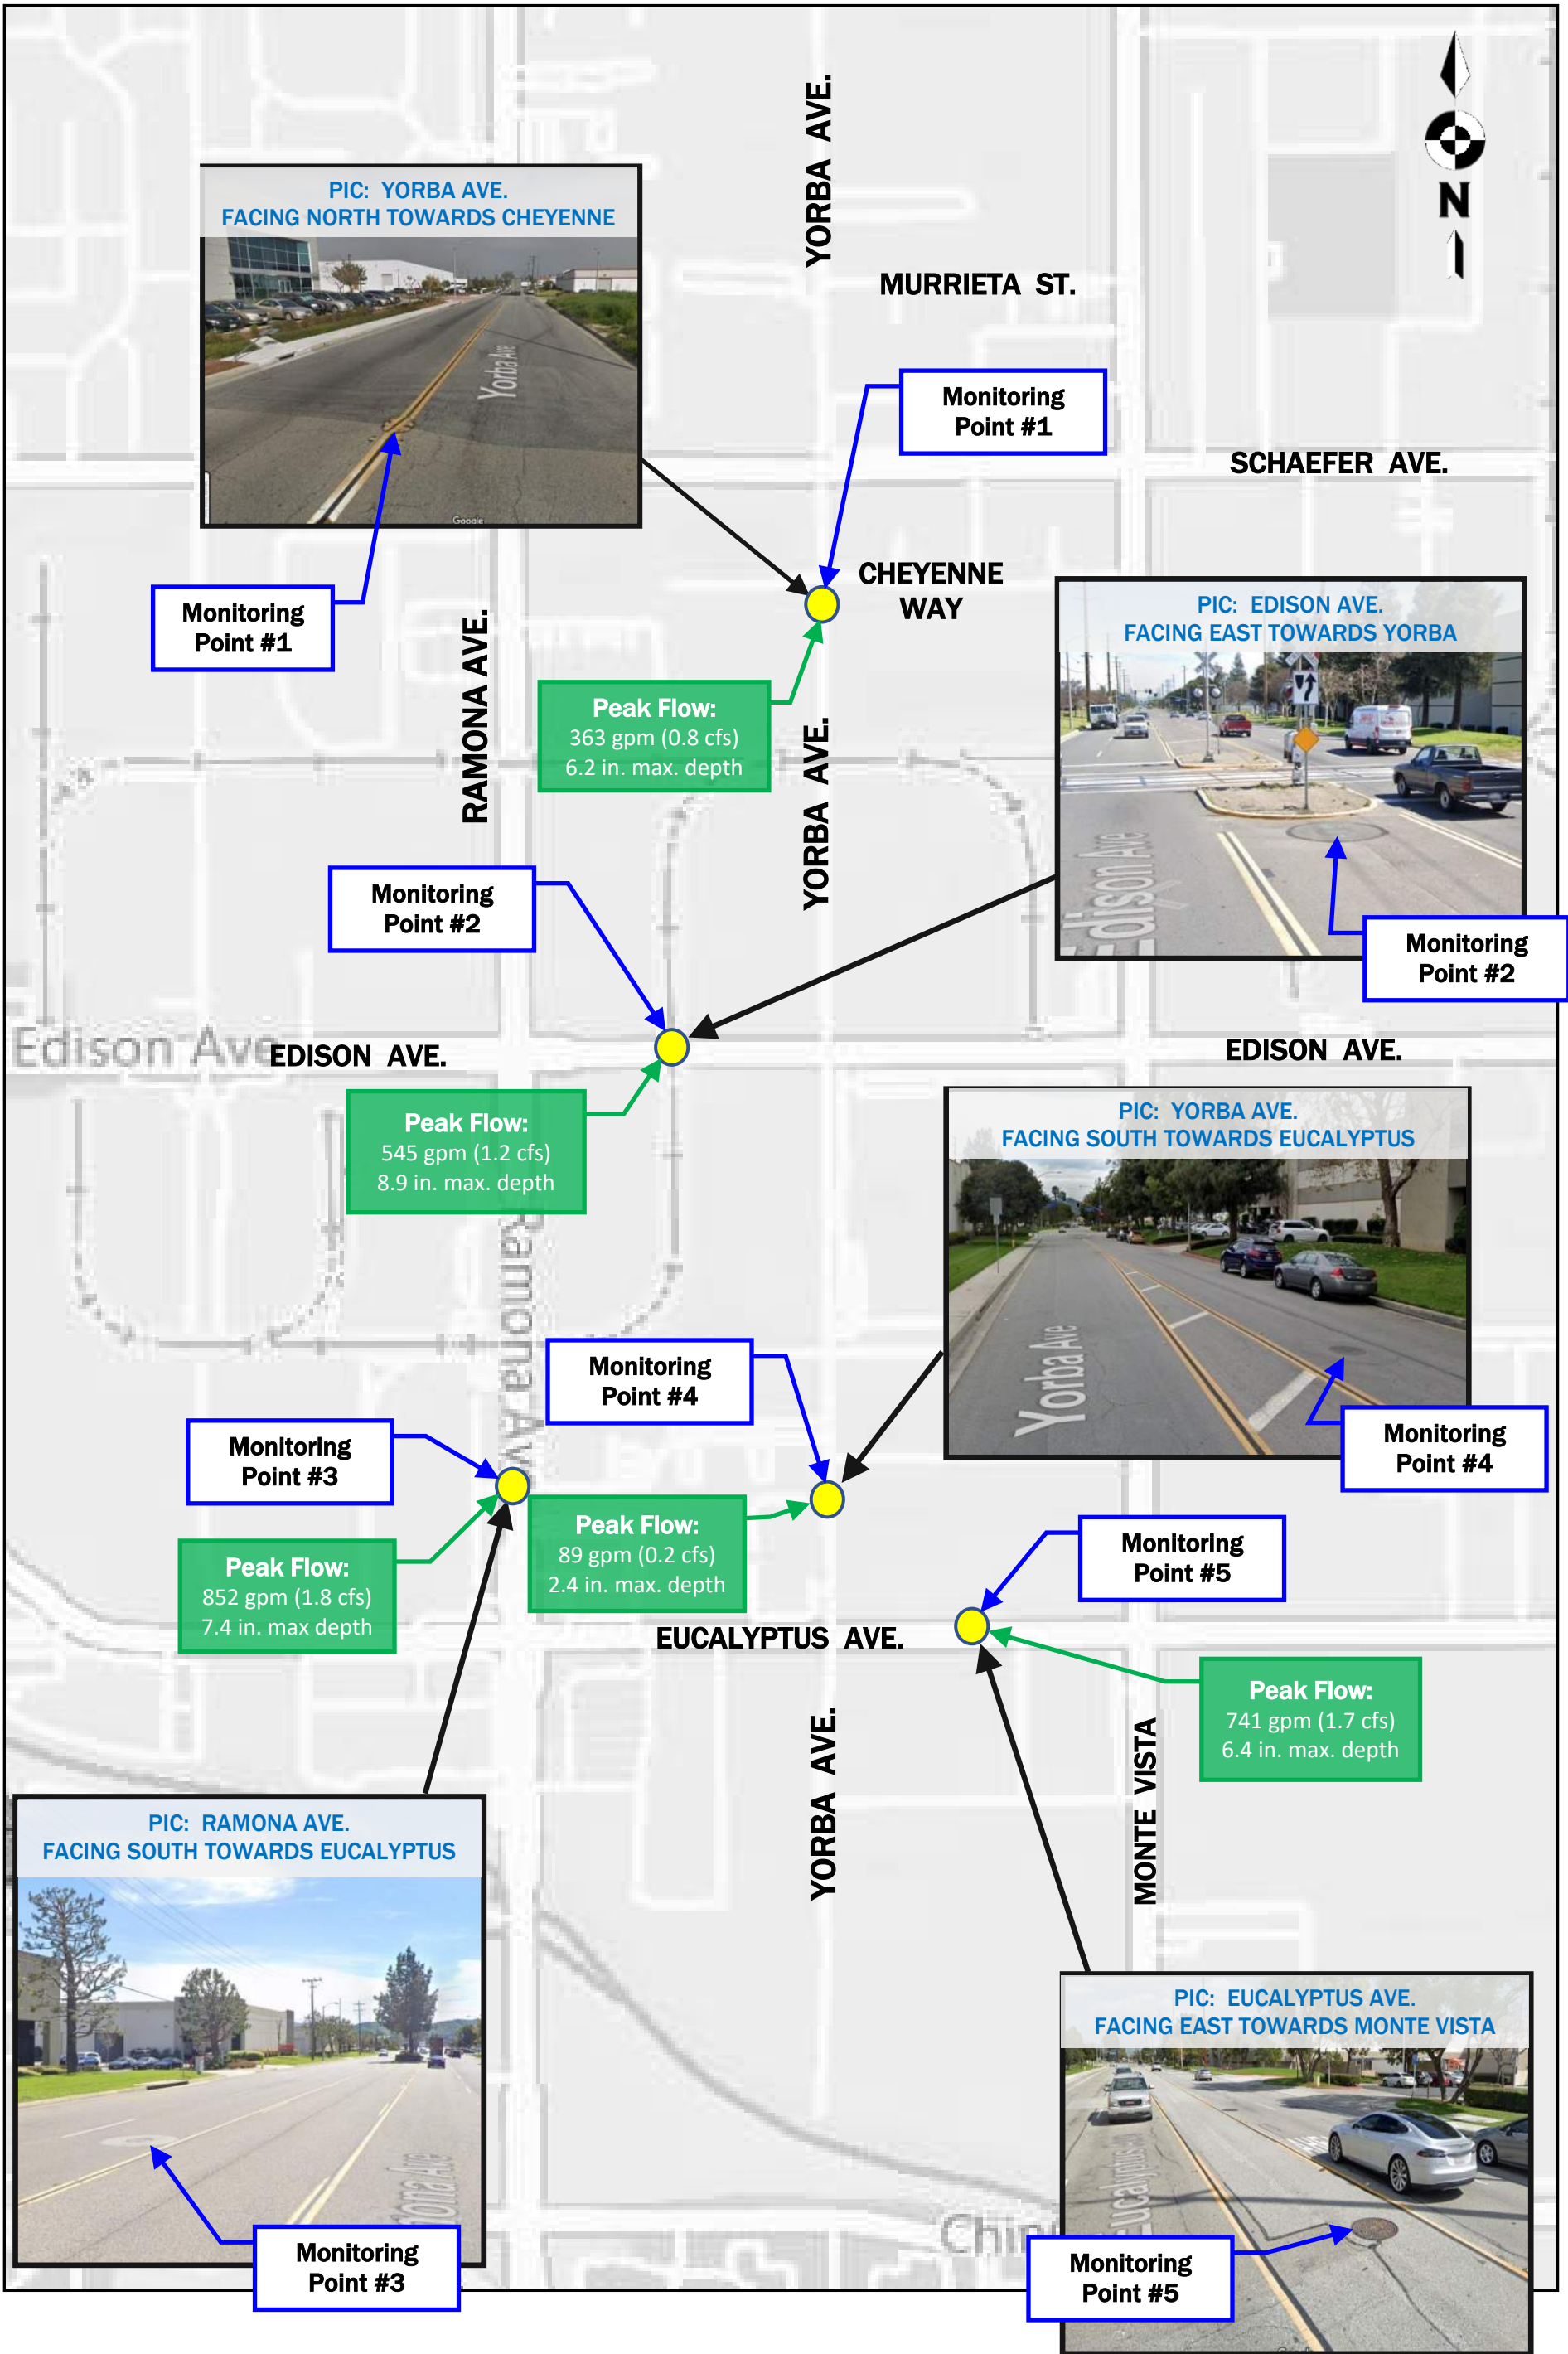 YORBA AVE.
N
PIC: YORBA AVE.
FACING NORTH TOWARDS CHEYENNE
Yorba Ave
Google
MURRIETA ST.
Monitoring
Point #1
SCHAEFER AVE.
CHEYENNE
WAY
Monitoring
Point #1
RAMONA AVE.
Peak Flow:
363 gpm (0.8 cfs)
6.2 in. max. depth
YORBA AVE.
PIC: EDISON AVE.
FACING EAST TOWARDS YORBA
Edison Ave
Monitoring
Point #2
Monitoring
Point #2
Edison Ave
EDISON AVE.
EDISON AVE.
Peak Flow:
545 gpm (1.2 cfs)
8.9 in. max. depth
PIC: YORBA AVE.
FACING SOUTH TOWARDS EUCALYPTUS
Yorba Ave
Monitoring
Point #4
Ramona Av
Monitoring
Point #4
Monitoring
Point #3
Peak Flow:
852 gpm (1.8 cfs)
7.4 in. max depth
Peak Flow:
89 gpm (0.2 cfs)
2.4 in. max. depth
Monitoring
Point #5
EUCALYPTUS AVE.
Peak Flow:
741 gpm (1.7 cfs)
6.4 in. max. depth
YORBA AVE.
MONTE VISTA
PIC: RAMONA AVE.
FACING SOUTH TOWARDS EUCALYPTUS
Monitoring
Point #3
PIC: EUCALYPTUS AVE.
FACING EAST TOWARDS MONTE VISTA
Chin
Monitoring
Point #5